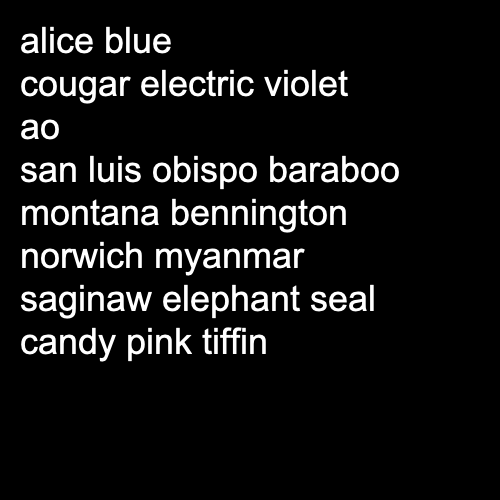 alice blue
cougar electric violet
ao
san luis obispo baraboo
montana bennington
norwich myanmar
saginaw elephant seal
candy pink tiffin